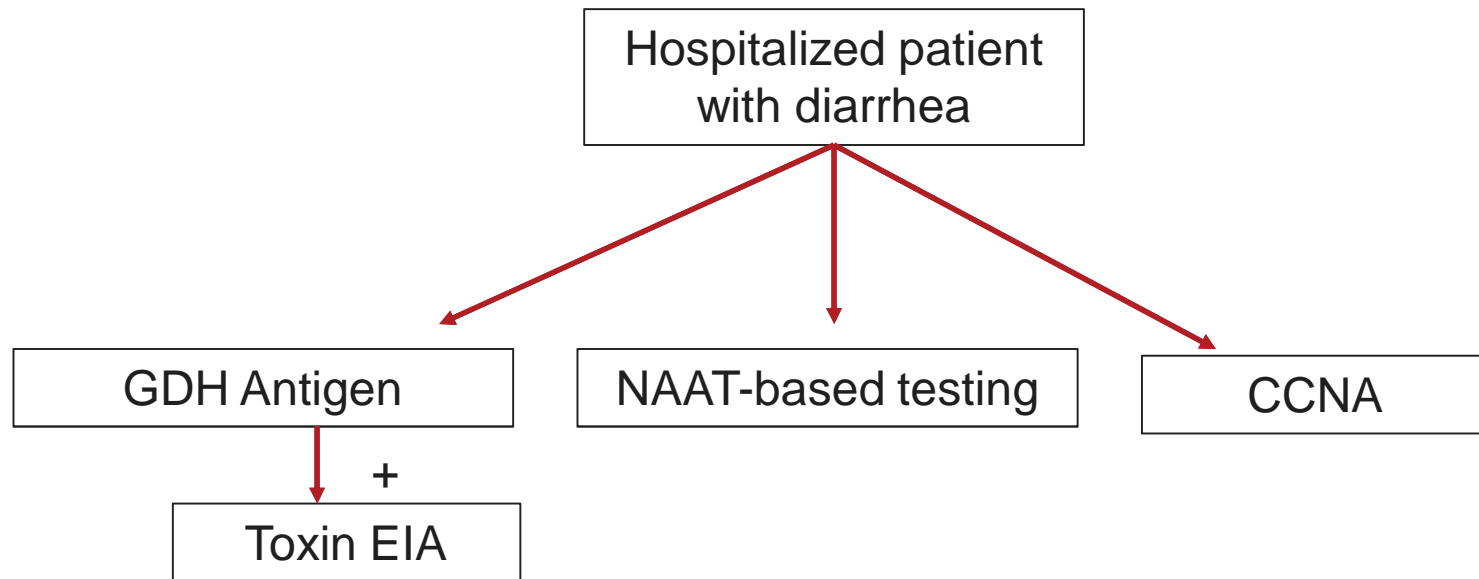 Hospitalized patient
with diarrhea
GDH Antigen
NAAT-based testing
CCNA
+
Toxin EIA